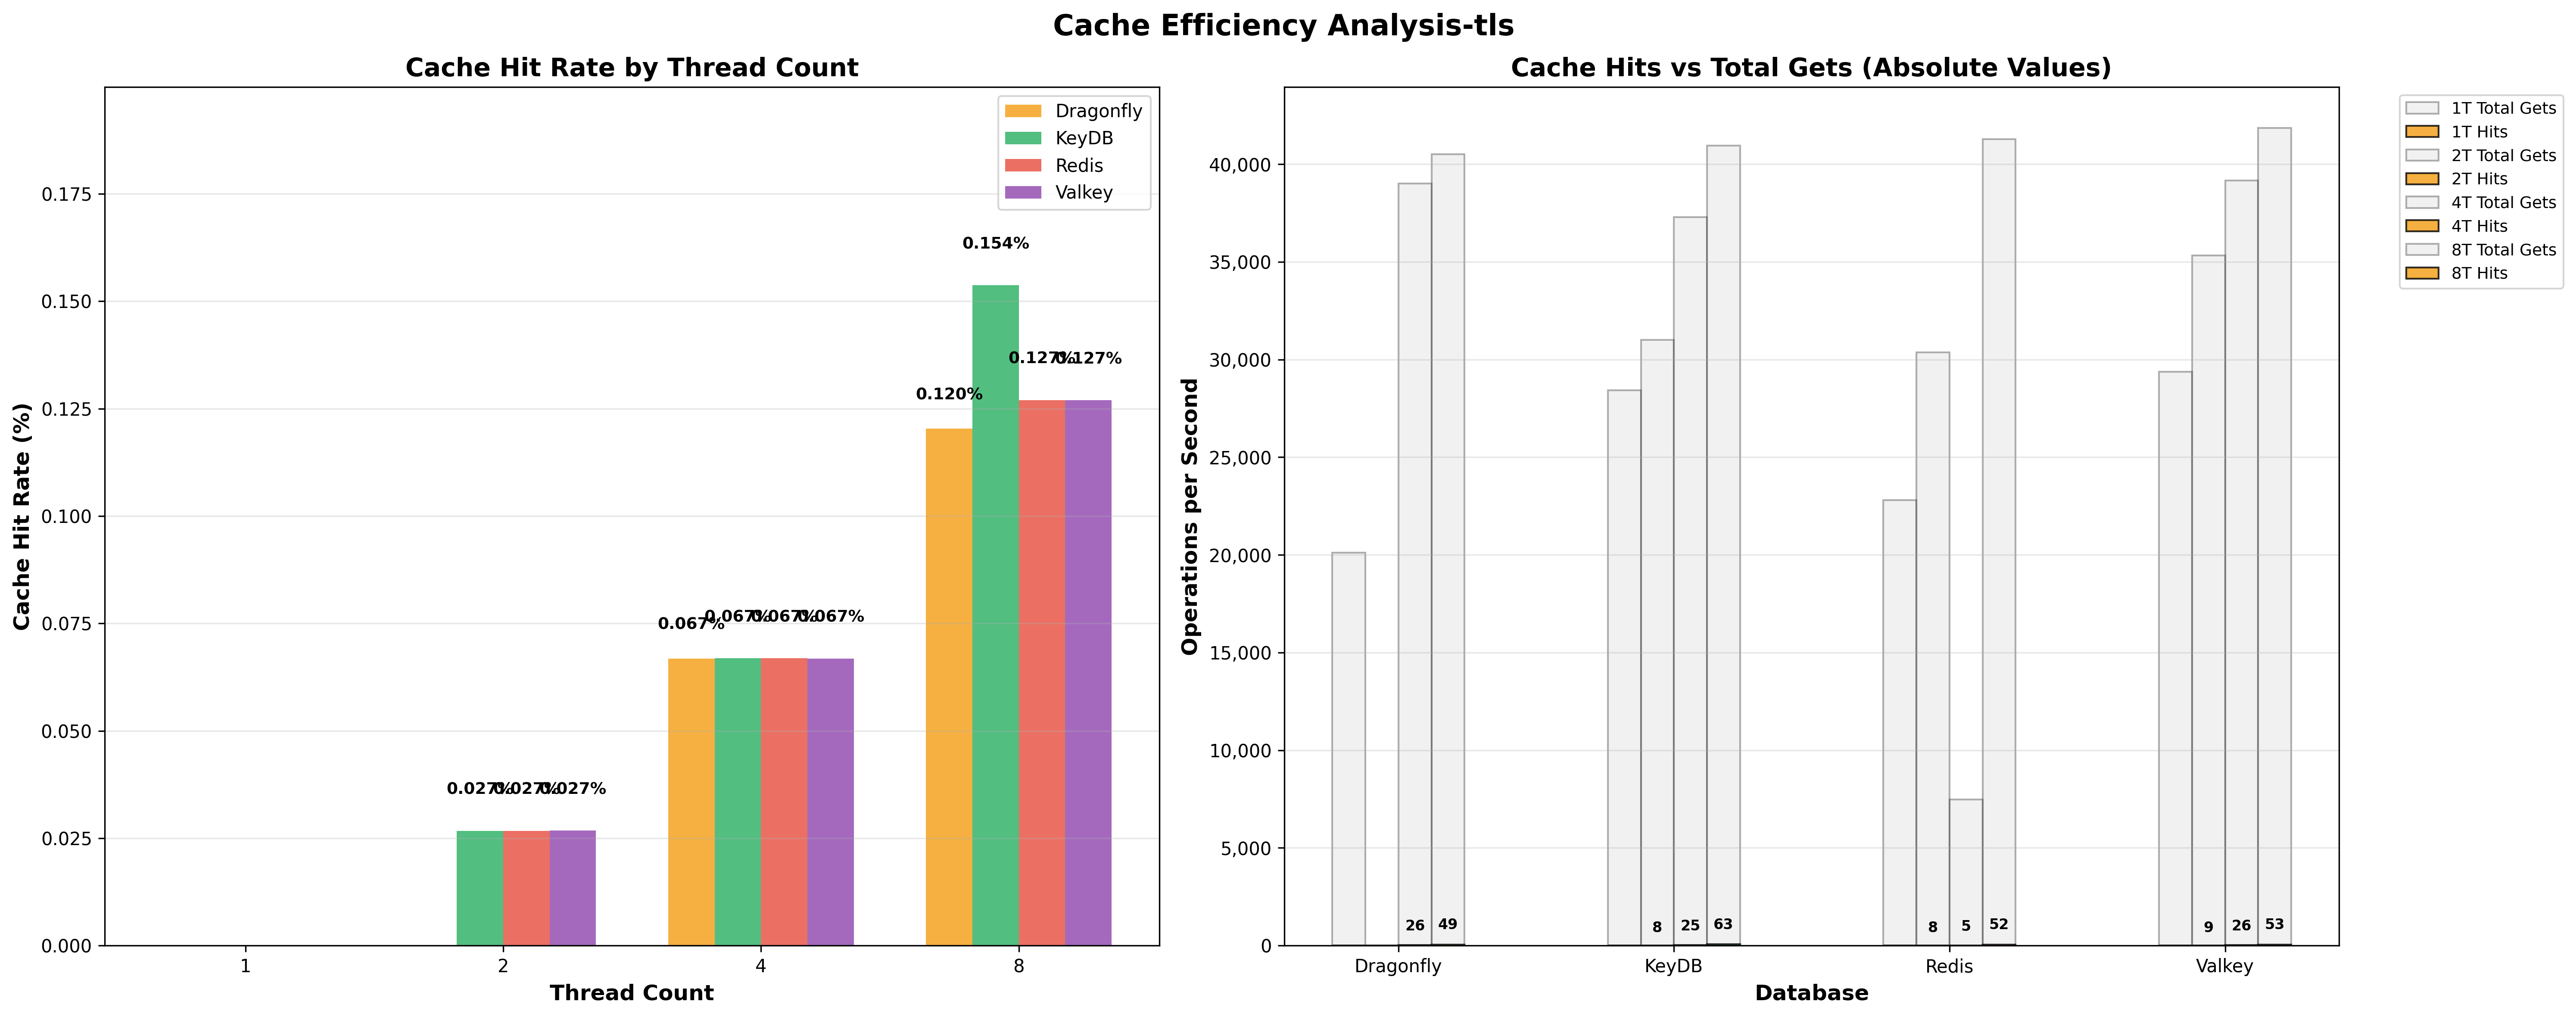 Cache Efficiency Analysis-tls
Cache Hit Rate by Thread Count
Cache Hit Rate (%)
0.175
0.150
0.125
0.100
0.075
0.050
0.025
0.000
Dragonfly
KeyDB
Redis
Valkey
0.154%
0.127% 0.127%
0.120%
0.067% 0.067% 0.067% 0.067%
0.027% 0.027% 0.027%
1 2 4 8
Thread Count
Cache Hits vs Total Gets (Absolute Values)
Operations per Second
40,000
35,000
30,000
25,000
20,000
15,000
10,000
5,000
0
26 49 8 25 63 8 5 52 9 26 53
Dragonfly KeyDB Redis Valkey
Database
1T Total Gets
1T Hits
2T Total Gets
2T Hits
4T Total Gets
4T Hits
8T Total Gets
8T Hits